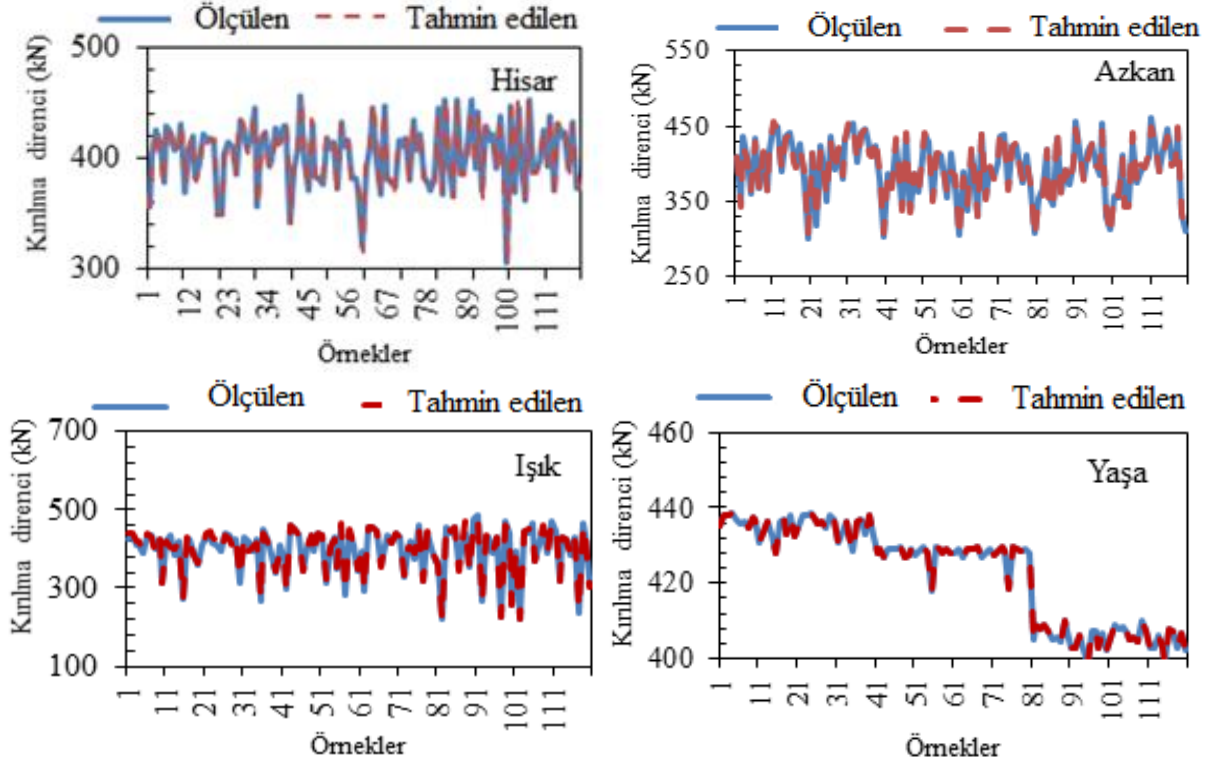 Ölçülen Tahmin edilen
Kırılma direnci (kN)
500
400
300
Hisar
1 12 23 34 45 56 67 78 89 100 111
Örnekler
Ölçülen Tahmin edilen
Kırılma direnci (kN)
550
450
350
250
Azkan
1 11 21 31 41 51 61 71 81 91 101 111
Örnekler
Ölçülen Tahmin edilen
Kırılma direnci (kN)
700
500
300
100
Işık
1 11 21 31 41 51 61 71 81 91 101 111
Örnekler
Ölçülen Tahmin edilen
Kırılma direnci (kN)
460
440
420
400
Yaşa
1 11 21 31 41 51 61 71 81 91 101 111
Örnekler